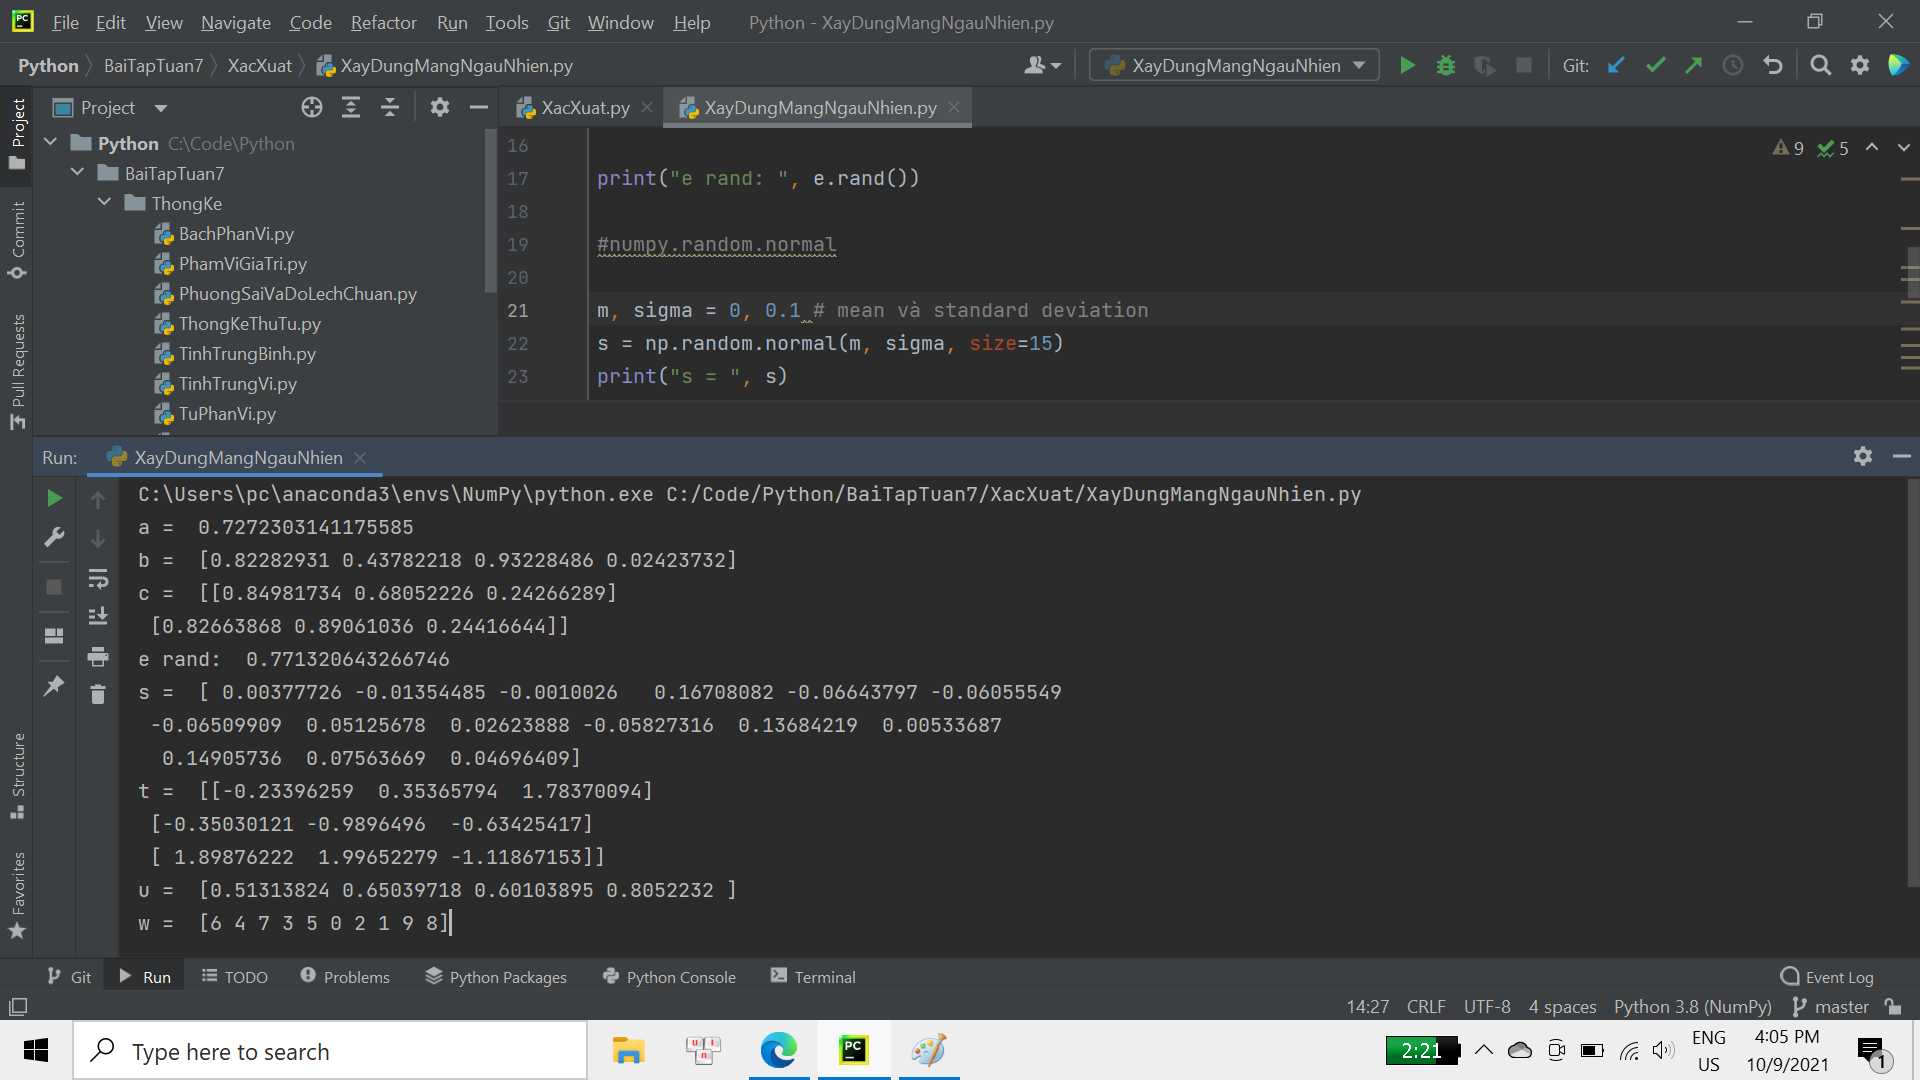 PC File Edit View Navigate Code Refactor Run Tools Git Window Help Python - XayDungMangNgauNhien.py
Python BaiTapTuan7 XacXuat XayDungMangNgauNhien.py XayDungMangNgauNhien Git:
Project
Commit
Pull Requests
Structure
Favorites
Project
Python C:\Code\Python
BaiTapTuan7
ThongKe
BachPhanVi.py
PhamViGiaTri.py
PhuongSaiVaDoLechChuan.py
ThongKeThuTu.py
TinhTrungBinh.py
TinhTrungVi.py
TuPhanVi.py
XacXuat.py XayDungMangNgauNhien.py
9 5
16
17 print("e rand: ", e.rand())
18
19 #numpy.random.normal
20
21 m, sigma = 0, 0.1 # mean và standard deviation
22 s = np.random.normal(m, sigma, size=15)
23 print("s = ", s)
Run: XayDungMangNgauNhien
C:\Users\pc\anaconda3\envs\NumPy\python.exe C:/Code/Python/BaiTapTuan7/XacXuat/XayDungMangNgauNhien.py
a =  0.7272303141175585
b =  [0.82282931 0.43782218 0.93228486 0.02423732]
c =  [[0.84981734 0.68052226 0.24266289]
 [0.82663868 0.89061036 0.24416644]]
e rand:  0.771320643266746
s =  [ 0.00377726 -0.01354485 -0.0010026   0.16708082 -0.06643797 -0.06055549
 -0.06509909  0.05125678  0.02623888 -0.05827316  0.13684219  0.00533687
  0.14905736  0.07563669  0.04696409]
t =  [[-0.23396259  0.35365794  1.78370094]
 [-0.35030121 -0.9896496  -0.63425417]
 [ 1.89876222  1.99652279 -1.11867153]]
u =  [0.51313824 0.65039718 0.60103895 0.8052232 ]
w =  [6 4 7 3 5 0 2 1 9 8]
Git Run TODO Problems Python Packages Python Console Terminal Event Log
14:27 CRLF UTF-8 4 spaces Python 3.8 (NumPy) master
Type here to search
u i n
PC
2:21
ENG
US
4:05 PM
10/9/2021
1